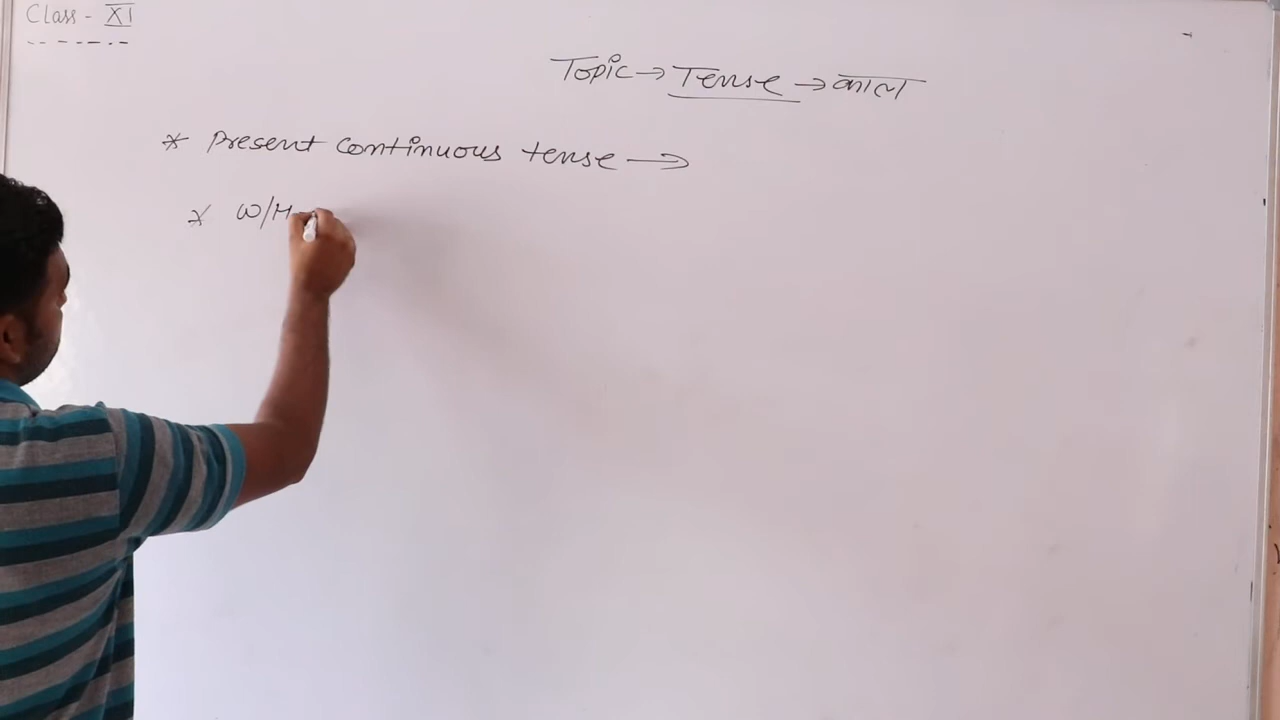 Class - XI
Topic → Tense → काल
* Present continuous tense →
* W/H